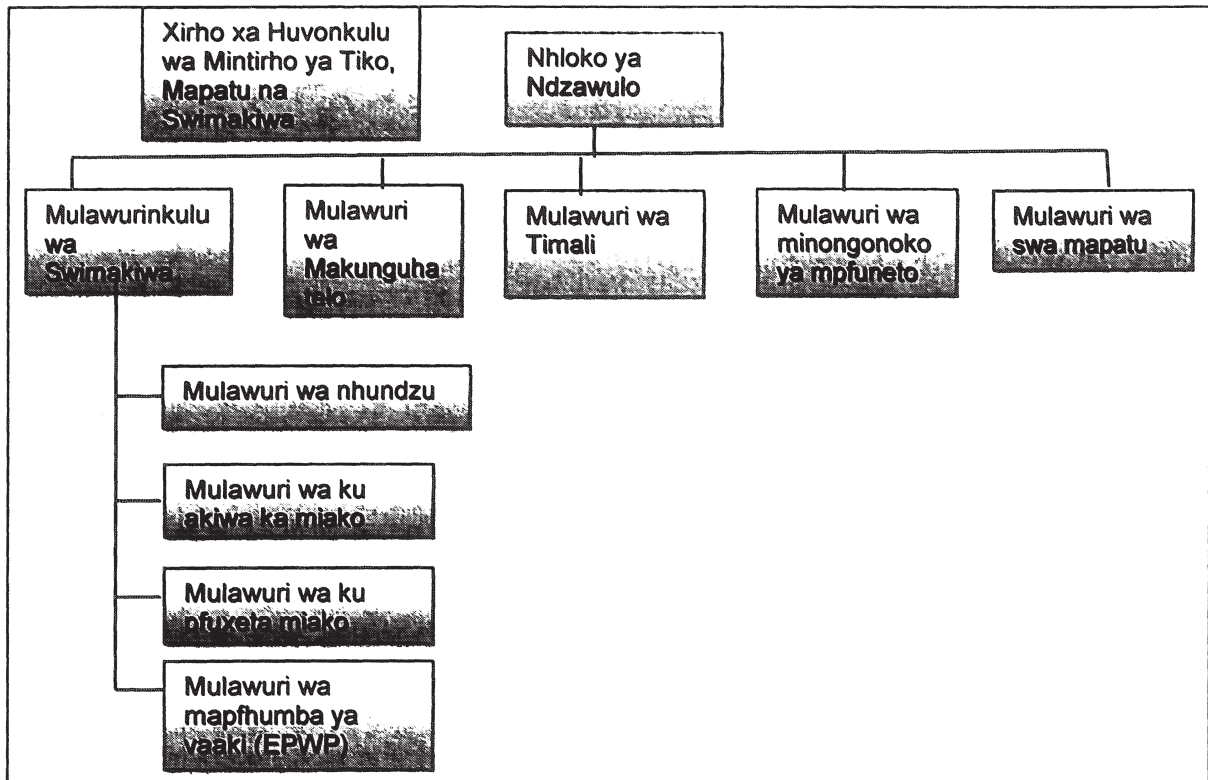 Xirho xa Huvonkulu
wa Mintirho ya Tiko,
Mapatu na
Swimakiwa
Nhloko ya
Ndzawulo
Mulawurinkulu
wa
Swimakiwa
Mulawuri
wa
Makunguha
telo
Mulawuri wa
Timali
Mulawuri wa
minongonoko
ya mpfuneto
Mulawuri wa
swa mapatu
Mulawuri wa nhundzu
Mulawuri wa ku
akiwa ka miako
Mulawuri wa ku
pfuxeta miako
Mulawuri wa
mapfhumba ya
vaaki (EPWP)